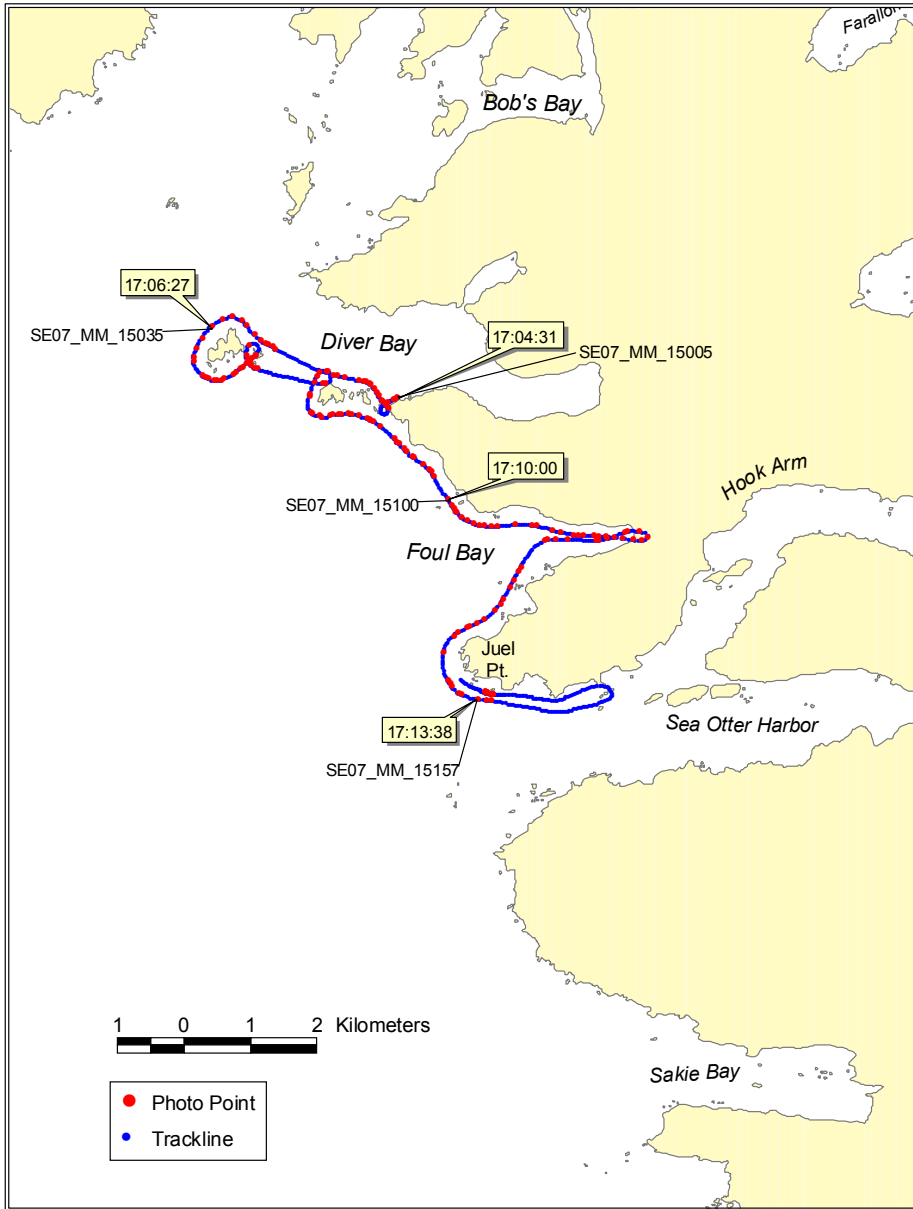 Farallon
Bob's Bay
17:06:27
SE07_MM_15035
Diver Bay
17:04:31
SE07_MM_15005
17:10:00
SE07_MM_15100
Hook Arm
Foul Bay
Juel
Pt.
17:13:38
Sea Otter Harbor
SE07_MM_15157
1 0 1 2 Kilometers
Sakie Bay
Photo Point
Trackline